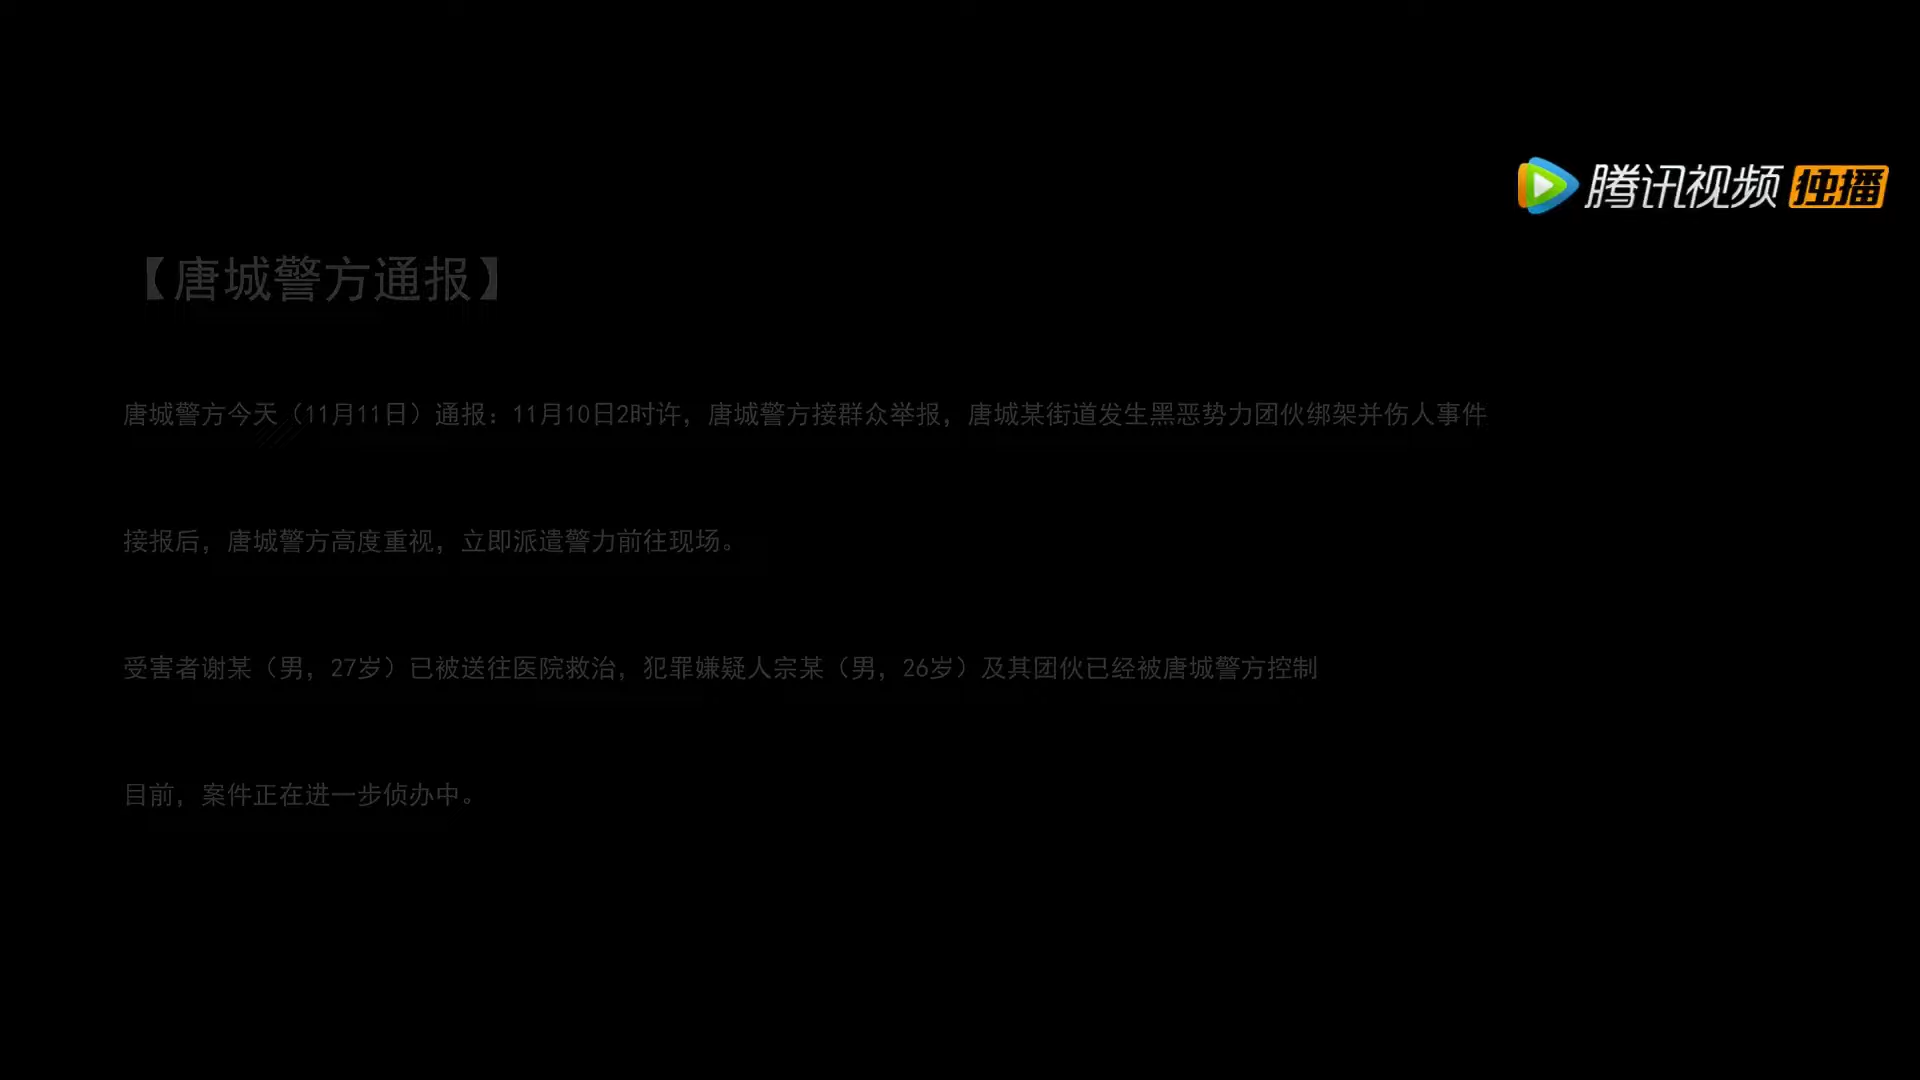 腾讯视频 独播
【唐城警方通报】
唐城警方今天（11月11日）通报：11月10日2时许，唐城警方接群众举报，唐城某街道发生黑恶势力团伙绑架并伤人事件
接报后，唐城警方高度重视，立即派遣警力前往现场。
受害者谢某（男，27岁）已被送往医院救治，犯罪嫌疑人宗某（男，26岁）及其团伙已经被唐城警方控制
目前，案件正在进一步侦办中。